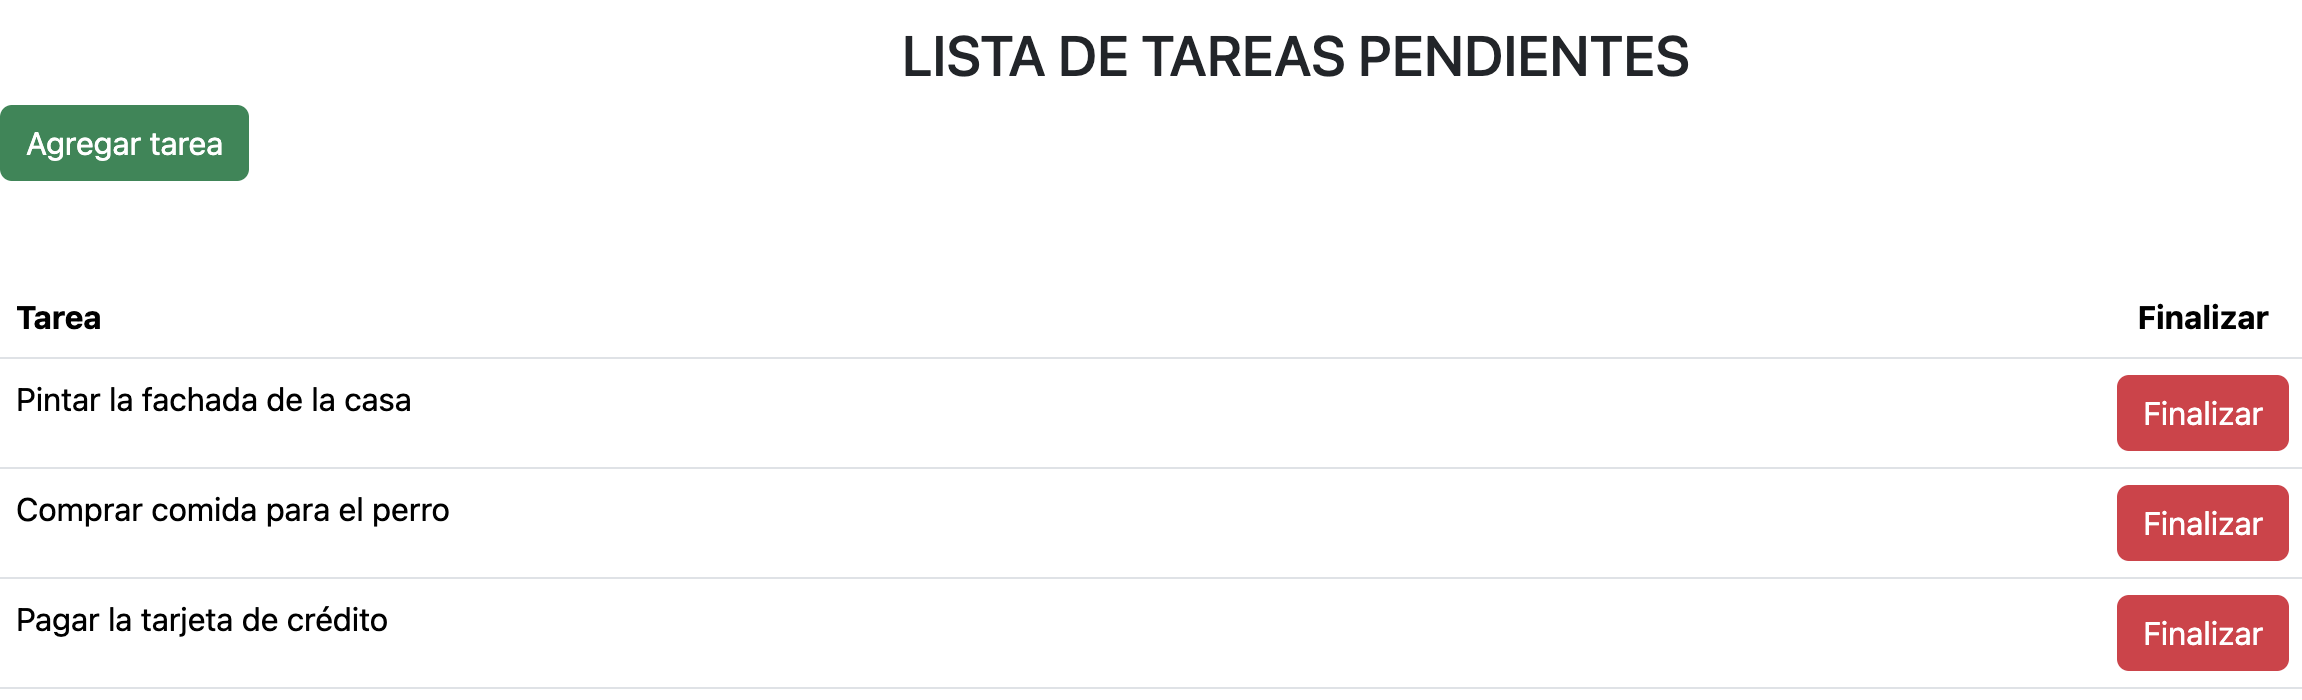 LISTA DE TAREAS PENDIENTES
Agregar tarea
Tarea Finalizar
Pintar la fachada de la casa Finalizar
Comprar comida para el perro Finalizar
Pagar la tarjeta de crédito Finalizar